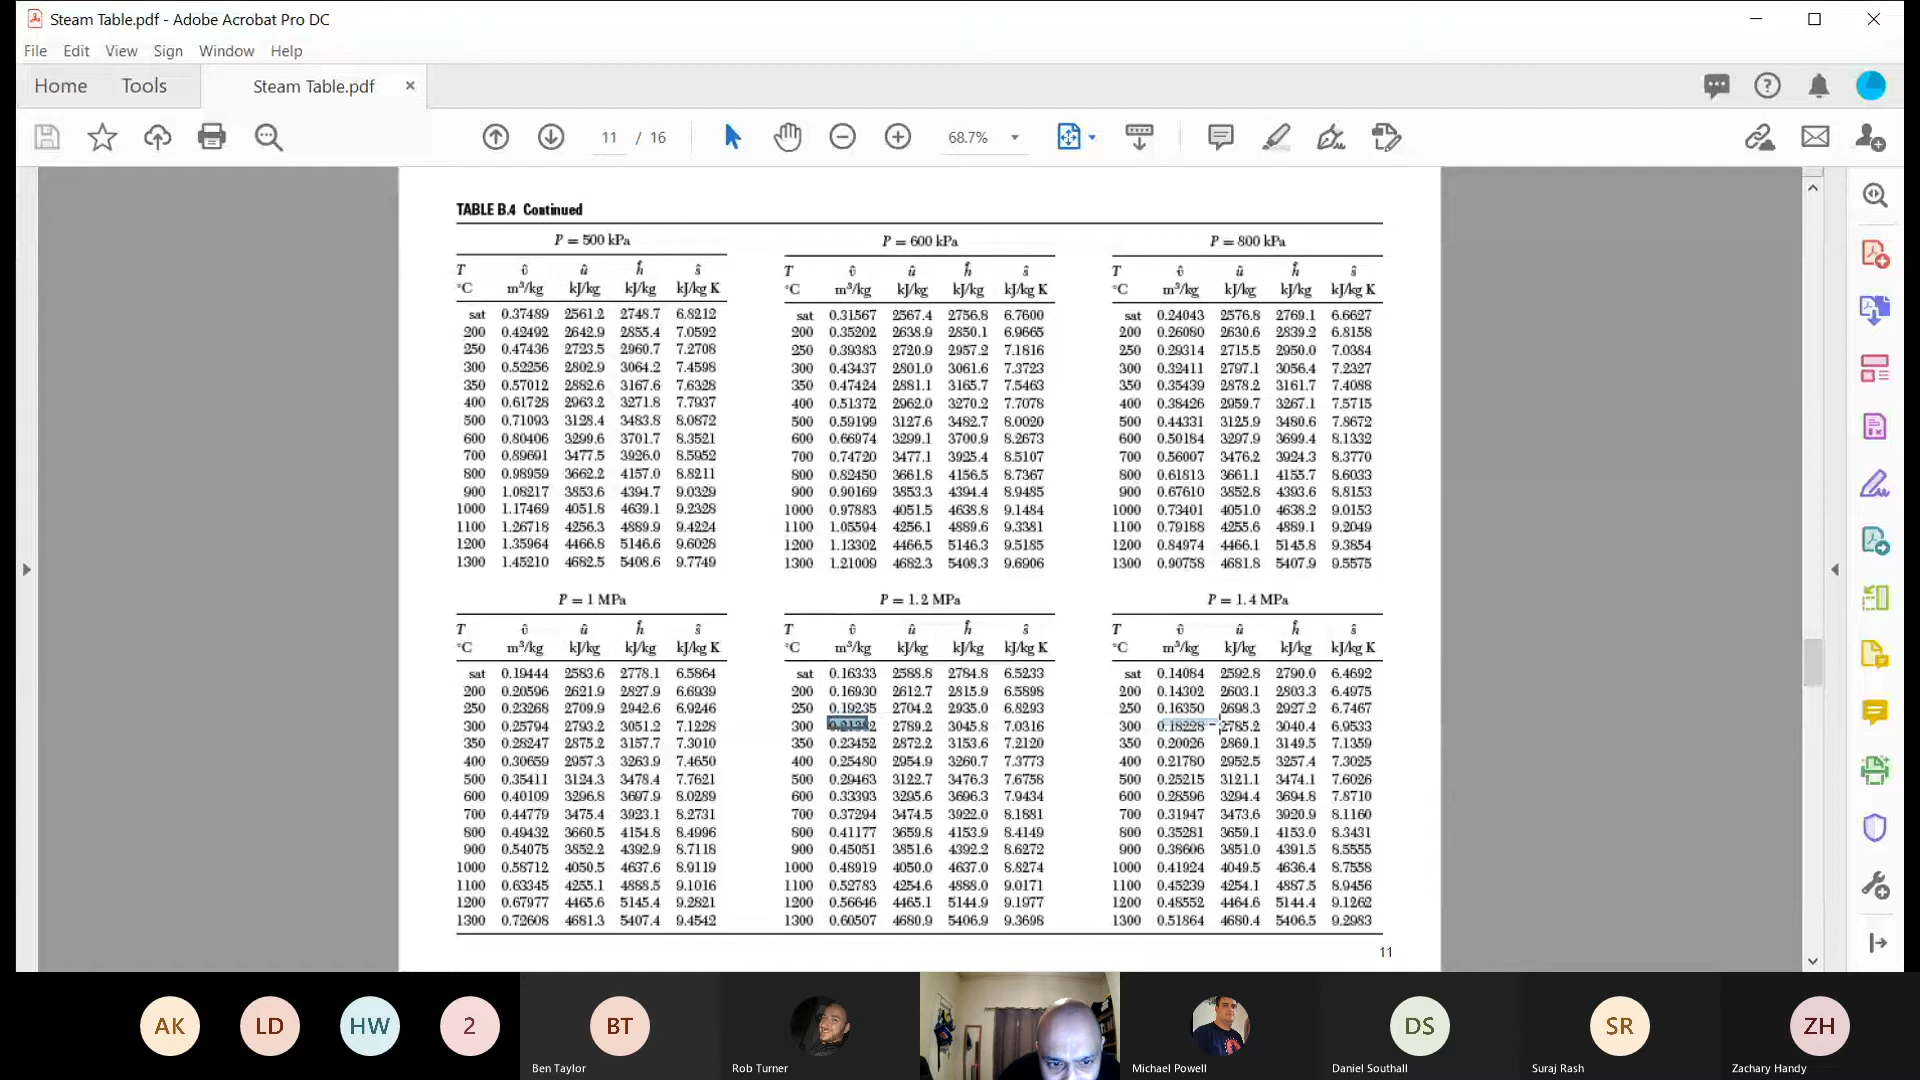 Steam Table.pdf - Adobe Acrobat Pro DC
File Edit View Sign Window Help
Home Tools Steam Table.pdf
11 / 16 68.7%
TABLE B.4 Continued
P = 500 kPa P = 600 kPa P = 800 kPa
T v̂ û ĥ ŝ T v̂ û ĥ ŝ T v̂ û ĥ ŝ
°C m³/kg kJ/kg kJ/kg kJ/kg K °C m³/kg kJ/kg kJ/kg kJ/kg K °C m³/kg kJ/kg kJ/kg kJ/kg K
sat 0.37489 2561.2 2748.7 6.8212 sat 0.31567 2567.4 2756.8 6.7600 sat 0.24043 2576.8 2769.1 6.6627
200 0.42492 2642.9 2855.4 7.0592 200 0.35202 2638.9 2850.1 6.9665 200 0.26080 2630.6 2839.2 6.8158
250 0.47436 2723.5 2960.7 7.2708 250 0.39383 2720.9 2957.2 7.1816 250 0.29314 2715.5 2950.0 7.0384
300 0.52256 2802.9 3064.2 7.4598 300 0.43437 2801.0 3061.6 7.3723 300 0.32411 2797.1 3056.4 7.2327
350 0.57012 2882.6 3167.6 7.6328 350 0.47424 2881.1 3165.7 7.5463 350 0.35439 2878.2 3161.7 7.4088
400 0.61728 2963.2 3271.8 7.7937 400 0.51372 2962.0 3270.2 7.7078 400 0.38426 2959.7 3267.1 7.5715
500 0.71093 3128.4 3483.8 8.0872 500 0.59199 3127.6 3482.7 8.0020 500 0.44331 3125.9 3480.6 7.8672
600 0.80406 3299.6 3701.7 8.3521 600 0.66974 3299.1 3700.9 8.2673 600 0.50184 3297.9 3699.4 8.1332
700 0.89691 3477.5 3926.0 8.5952 700 0.74720 3477.1 3925.4 8.5107 700 0.56007 3476.2 3924.3 8.3770
800 0.98959 3662.2 4157.0 8.8211 800 0.82450 3661.8 4156.5 8.7367 800 0.61813 3661.1 4155.7 8.6033
900 1.08217 3853.6 4394.7 9.0329 900 0.90169 3853.3 4394.4 8.9485 900 0.67610 3852.8 4393.6 8.8153
1000 1.17469 4051.8 4639.1 9.2328 1000 0.97883 4051.5 4638.8 9.1484 1000 0.73401 4051.0 4638.2 9.0153
1100 1.26718 4256.3 4889.9 9.4224 1100 1.05594 4256.1 4889.6 9.3381 1100 0.79188 4255.6 4889.1 9.2049
1200 1.35964 4466.8 5146.6 9.6028 1200 1.13302 4466.5 5146.3 9.5185 1200 0.84974 4466.1 5145.8 9.3854
1300 1.45210 4682.5 5408.6 9.7749 1300 1.21009 4682.3 5408.3 9.6906 1300 0.90758 4681.8 5407.9 9.5575
P = 1 MPa P = 1.2 MPa P = 1.4 MPa
T v̂ û ĥ ŝ T v̂ û ĥ ŝ T v̂ û ĥ ŝ
°C m³/kg kJ/kg kJ/kg kJ/kg K °C m³/kg kJ/kg kJ/kg kJ/kg K °C m³/kg kJ/kg kJ/kg kJ/kg K
sat 0.19444 2583.6 2778.1 6.5864 sat 0.16333 2588.8 2784.8 6.5233 sat 0.14084 2592.8 2790.0 6.4692
200 0.20596 2621.9 2827.9 6.6939 200 0.16930 2612.7 2815.9 6.5898 200 0.14302 2603.1 2803.3 6.4975
250 0.23268 2709.9 2942.6 6.9246 250 0.19235 2704.2 2935.0 6.8293 250 0.16350 2698.3 2927.2 6.7467
300 0.25794 2793.2 3051.2 7.1228 300 2789.2 3045.8 7.0316 300 0.18228 2785.2 3040.4 6.9533
350 0.28247 2875.2 3157.7 7.3010 350 0.23452 2872.2 3153.6 7.2120 350 0.20026 2869.1 3149.5 7.1359
400 0.30659 2957.3 3263.9 7.4650 400 0.25480 2954.9 3260.7 7.3773 400 0.21780 2952.5 3257.4 7.3025
500 0.35411 3124.3 3478.4 7.7621 500 0.29463 3122.7 3476.3 7.6758 500 0.25215 3121.1 3474.1 7.6026
600 0.40109 3296.8 3697.9 8.0289 600 0.33393 3295.6 3696.3 7.9434 600 0.28596 3294.4 3694.8 7.8710
700 0.44779 3475.4 3923.1 8.2731 700 0.37294 3474.5 3922.0 8.1881 700 0.31947 3473.6 3920.9 8.1160
800 0.49432 3660.5 4154.8 8.4996 800 0.41177 3659.8 4153.9 8.4149 800 0.35281 3659.1 4153.0 8.3431
900 0.54075 3852.2 4392.9 8.7118 900 0.45051 3851.6 4392.2 8.6272 900 0.38606 3851.0 4391.5 8.5555
1000 0.58712 4050.5 4637.6 8.9119 1000 0.48919 4050.0 4637.0 8.8274 1000 0.41924 4049.5 4636.4 8.7558
1100 0.63345 4255.1 4888.5 9.1016 1100 0.52783 4254.6 4888.0 9.0171 1100 0.45239 4254.1 4887.5 8.9456
1200 0.67977 4465.6 5145.4 9.2821 1200 0.56646 4465.1 5144.9 9.1977 1200 0.48552 4464.6 5144.4 9.1262
1300 0.72608 4681.3 5407.4 9.4542 1300 0.60507 4680.9 5406.9 9.3698 1300 0.51864 4680.4 5406.5 9.2983
11
AK LD HW 2 BT DS SR ZH
Ben Taylor Rob Turner Michael Powell Daniel Southall Suraj Rash Zachary Handy